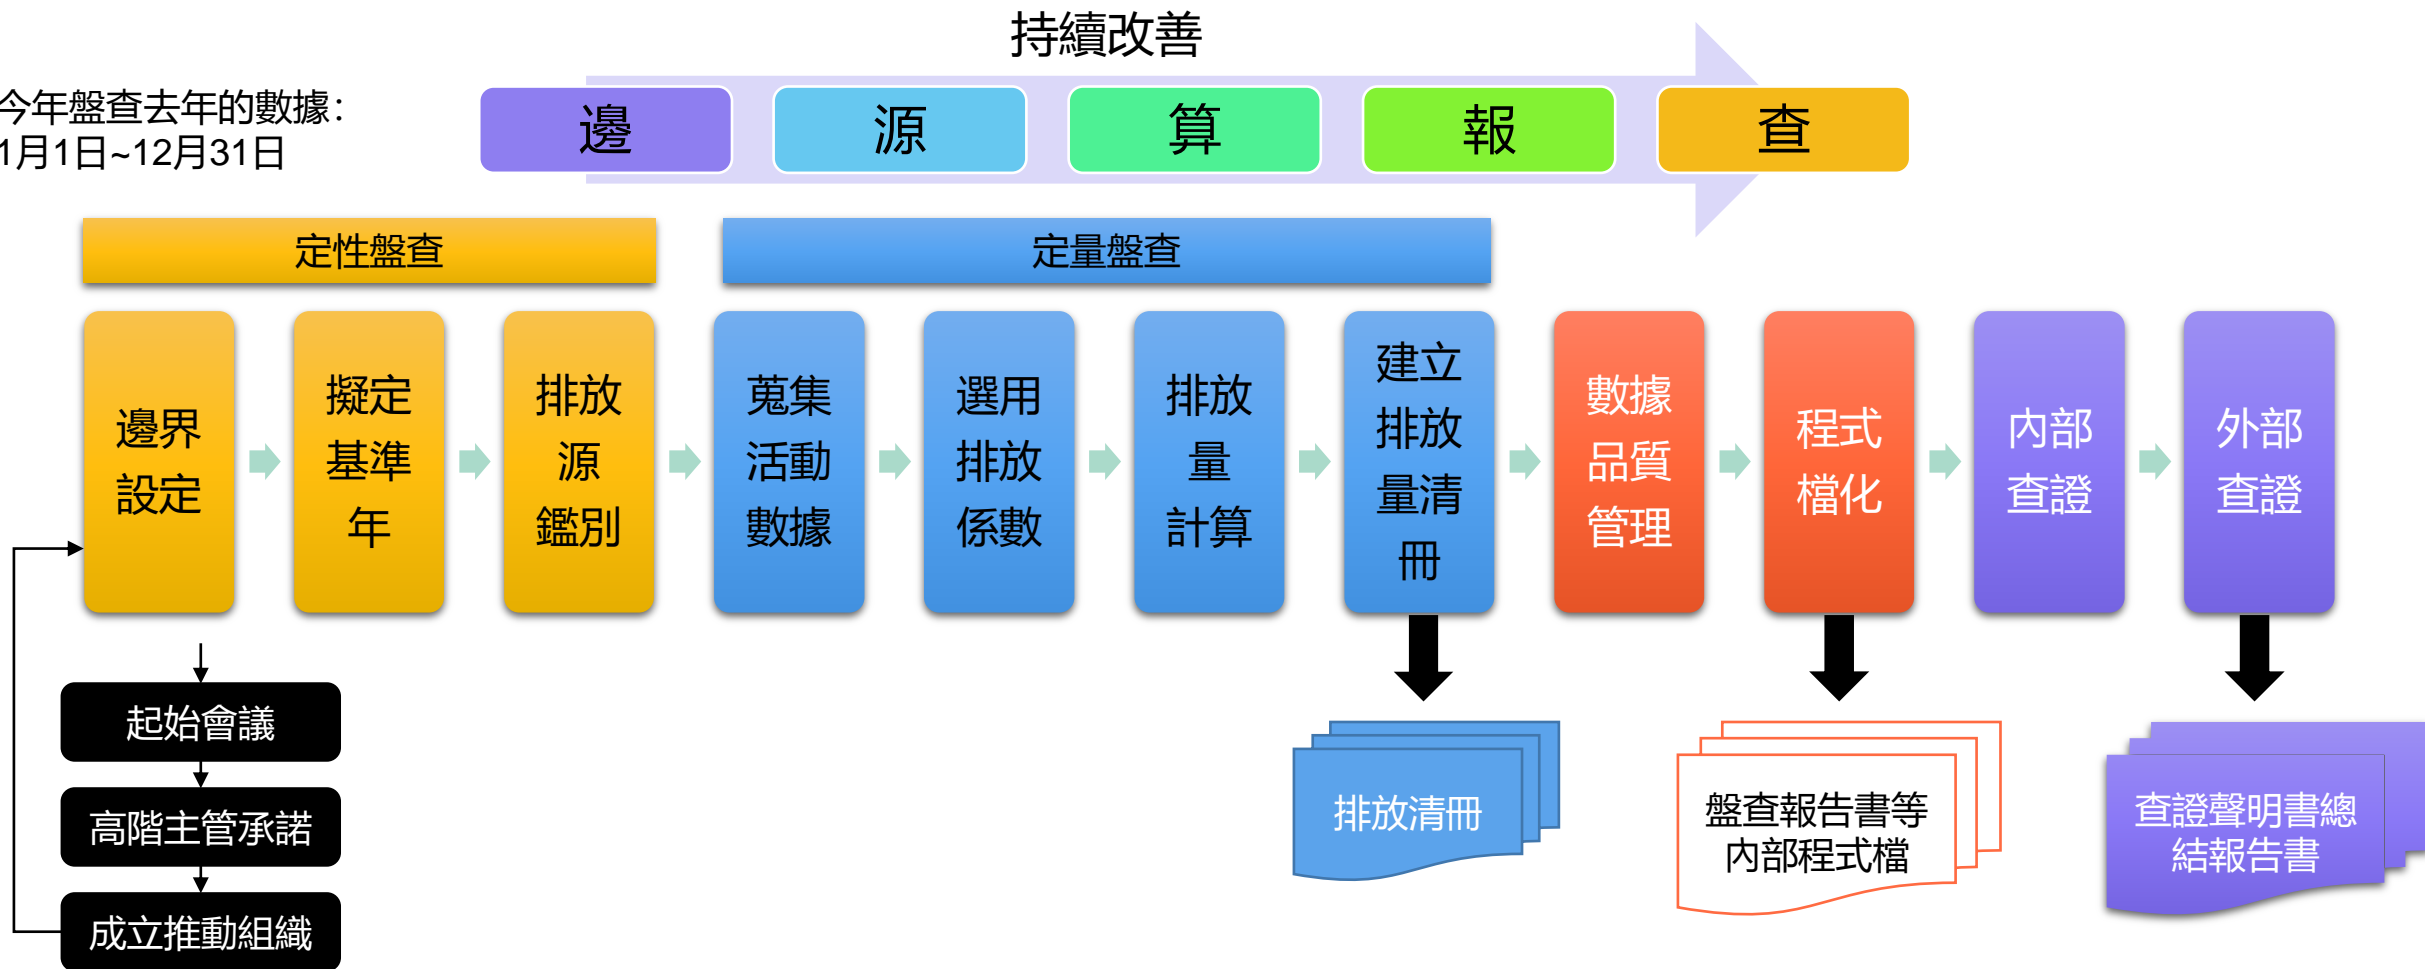 持續改善
今年盤查去年的數據：
1月1日~12月31日
邊
源
算
報
查
定性盤查
定量盤查
邊界
設定
擬定
基準
年
排放
源
鑑別
蒐集
活動
數據
選用
排放
係數
排放
量
計算
建立
排放
量清
冊
數據
品質
管理
程式
檔化
內部
查證
外部
查證
起始會議
高階主管承諾
成立推動組織
排放清冊
盤查報告書等
內部程式檔
查證聲明書總
結報告書